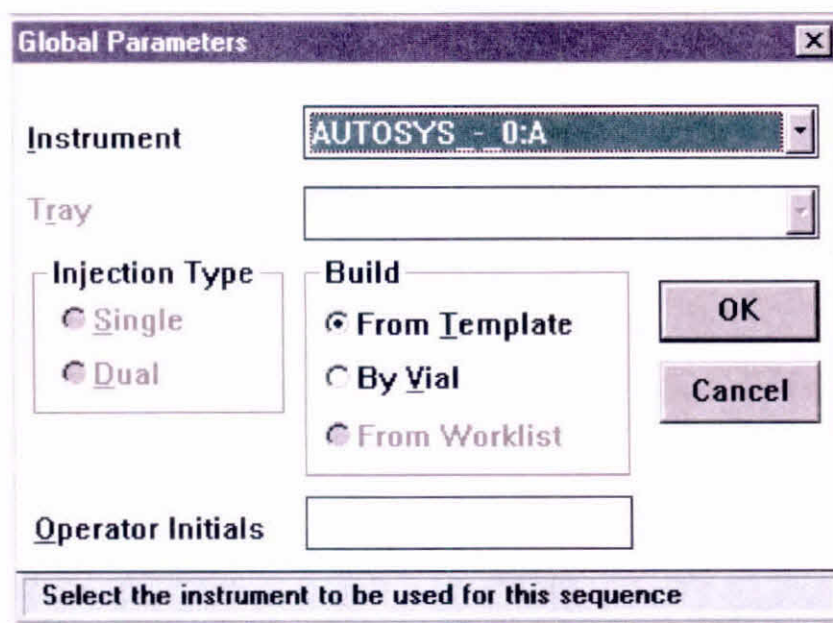 Global Parameters
Instrument
AUTOSYS_-_0:A
Tray
Injection Type
Single
Dual
Build
From Template
By Vial
From Worklist
OK
Cancel
Operator Initials
Select the instrument to be used for this sequence